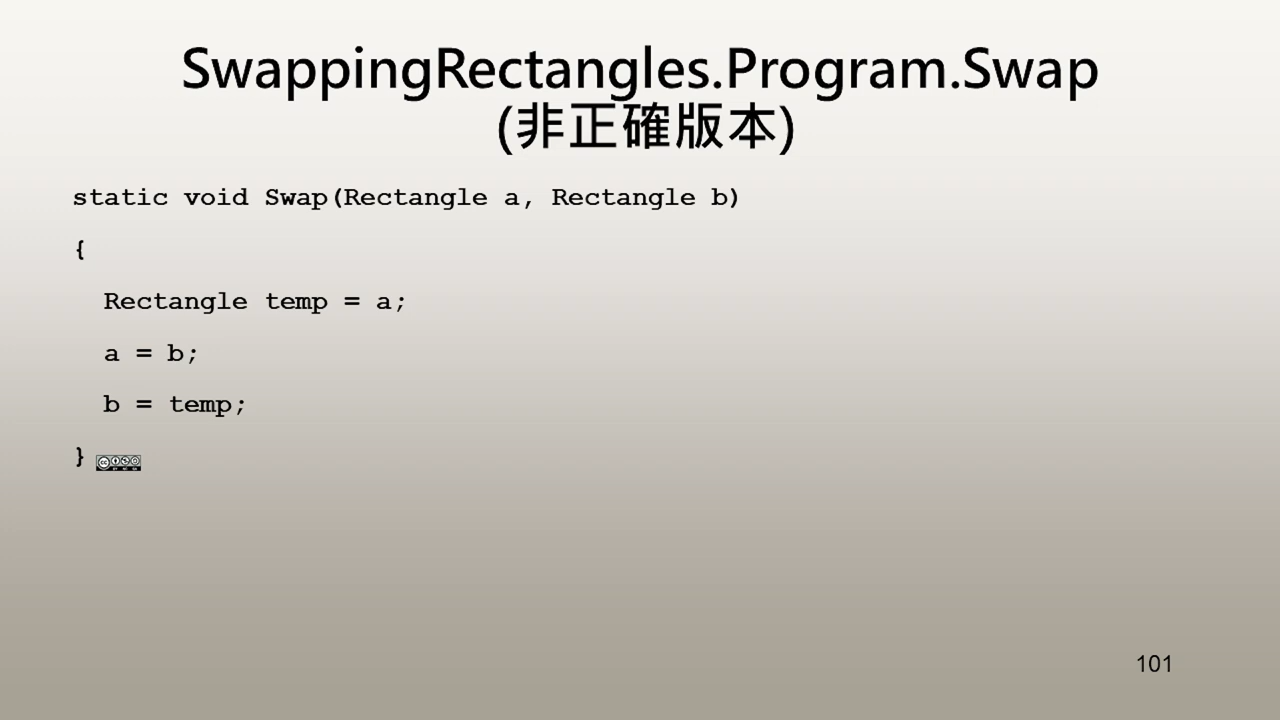 SwappingRectangles.Program.Swap
(非正確版本)
static void Swap(Rectangle a, Rectangle b)
{
Rectangle temp = a;
a = b;
b = temp;
}
101